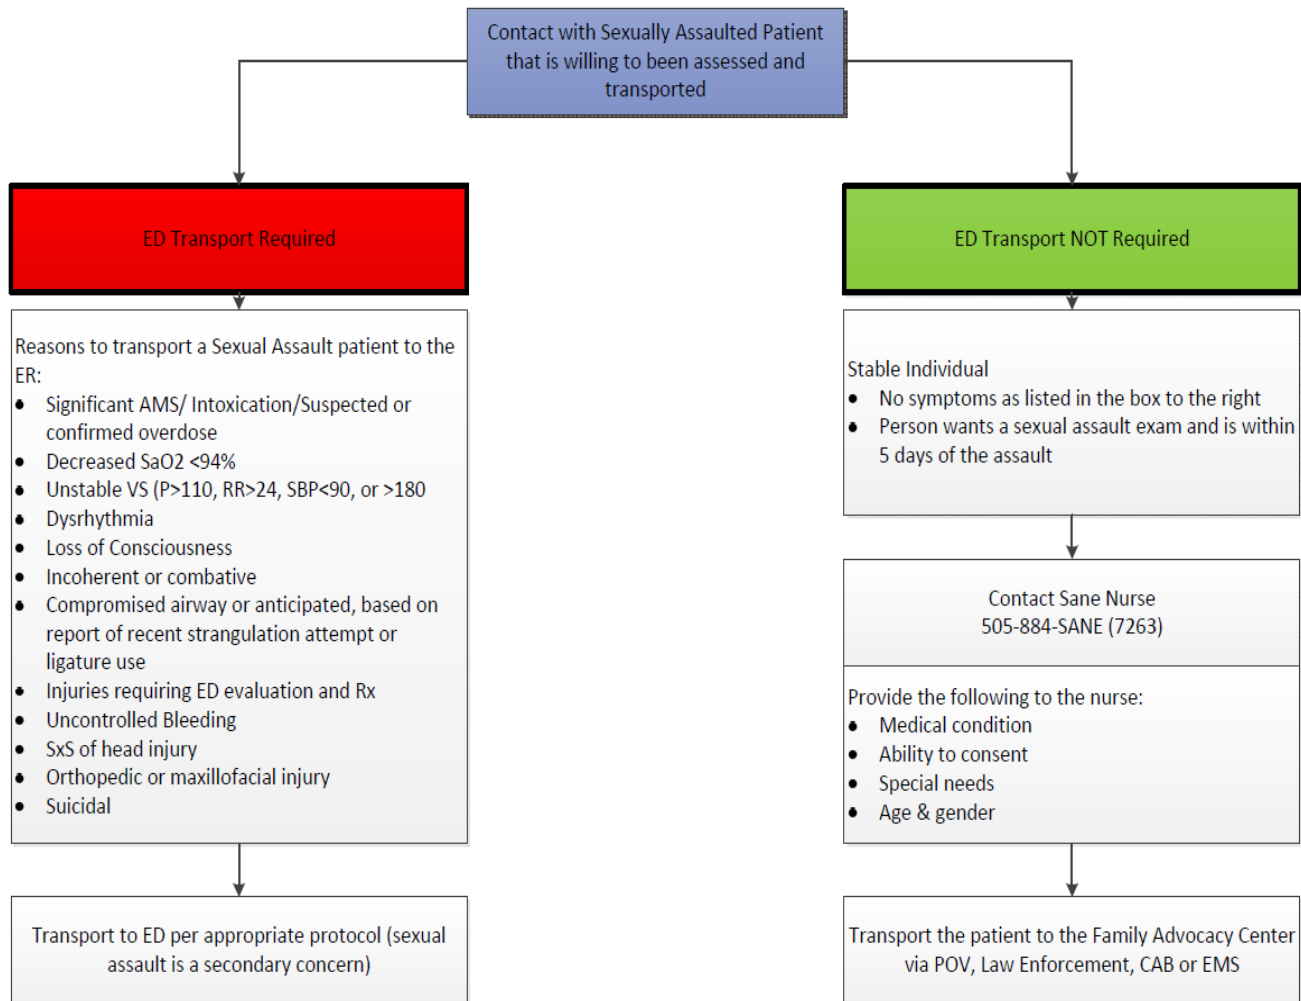 Contact with Sexually Assaulted Patient
that is willing to been assessed and
transported
ED Transport Required
Reasons to transport a Sexual Assault patient to the
ER:
• Significant AMS/ Intoxication/Suspected or
confirmed overdose
• Decreased SaO2 <94%
• Unstable VS (P>110, RR>24, SBP<90, or >180
• Dysrhythmia
• Loss of Consciousness
• Incoherent or combative
• Compromised airway or anticipated, based on
report of recent strangulation attempt or
ligature use
• Injuries requiring ED evaluation and Rx
• Uncontrolled Bleeding
• SxS of head injury
• Orthopedic or maxillofacial injury
• Suicidal
Transport to ED per appropriate protocol (sexual
assault is a secondary concern)
ED Transport NOT Required
Stable Individual
• No symptoms as listed in the box to the right
• Person wants a sexual assault exam and is within
5 days of the assault
Contact Sane Nurse
505-884-SANE (7263)
Provide the following to the nurse:
• Medical condition
• Ability to consent
• Special needs
• Age & gender
Transport the patient to the Family Advocacy Center
via POV, Law Enforcement, CAB or EMS